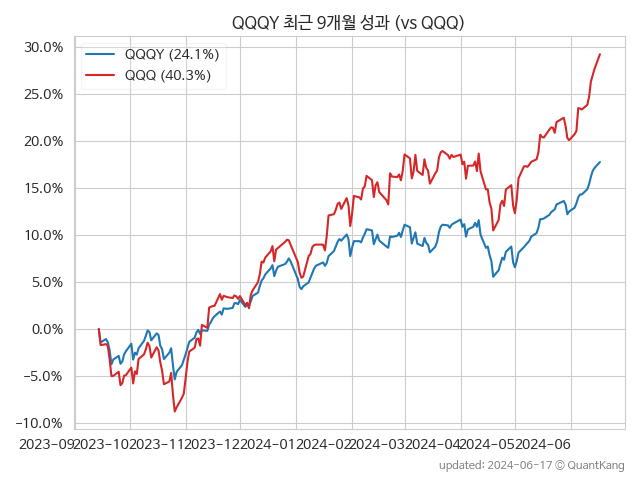 QQQY 최근 9개월 성과 (vs QQQ)
30.0%
25.0%
20.0%
15.0%
10.0%
5.0%
0.0%
-5.0%
-10.0%
QQQY (24.1%)
QQQ (40.3%)
2023-09 2023-10 2023-11 2023-12 2024-01 2024-02 2024-03 2024-04 2024-05 2024-06
updated: 2024-06-17 © QuantKang